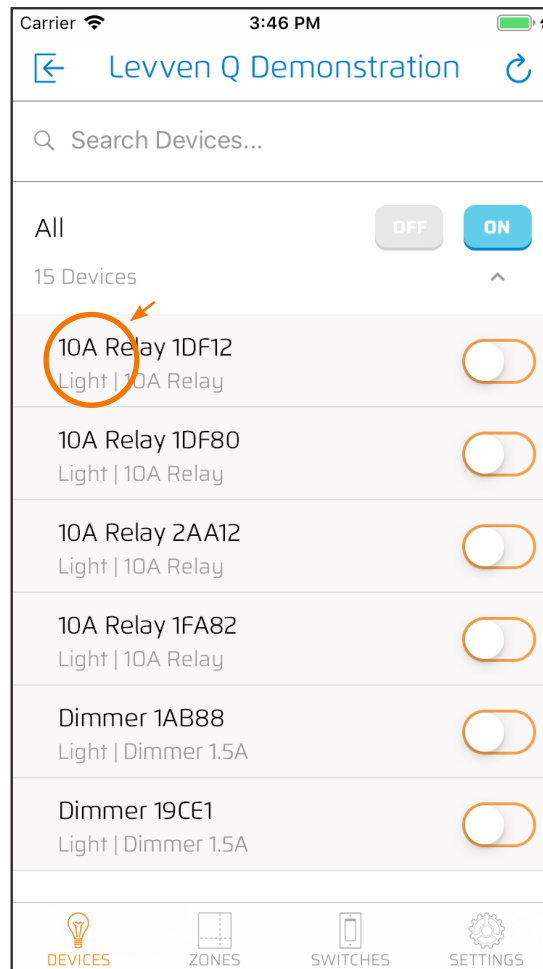 Carrier 3:46 PM
Levven Q Demonstration
Search Devices...
All OFF ON
15 Devices
10A Relay 1DF12
Light | 10A Relay
10A Relay 1DF80
Light | 10A Relay
10A Relay 2AA12
Light | 10A Relay
10A Relay 1FA82
Light | 10A Relay
Dimmer 1AB88
Light | Dimmer 1.5A
Dimmer 19CE1
Light | Dimmer 1.5A
DEVICES ZONES SWITCHES SETTINGS